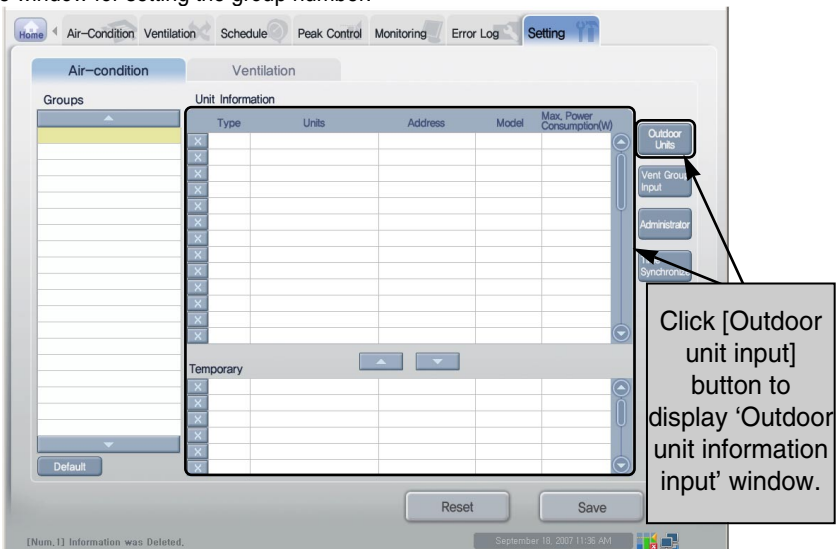 window for setting the group number.
Home Air-Condition Ventilation Schedule Peak Control Monitoring Error Log Setting
Air-condition Ventilation
Groups Unit Information
Type Units Address Model Max. Power Consumption(W)
Outdoor
Units
Vent Group
Input
Administrator
Synchronize
Temporary
Default
Reset Save
[Num,1] Information was Deleted,
September 18, 2007 11:36 AM
Click [Outdoor
unit input]
button to
display ‘Outdoor
unit information
input’ window.